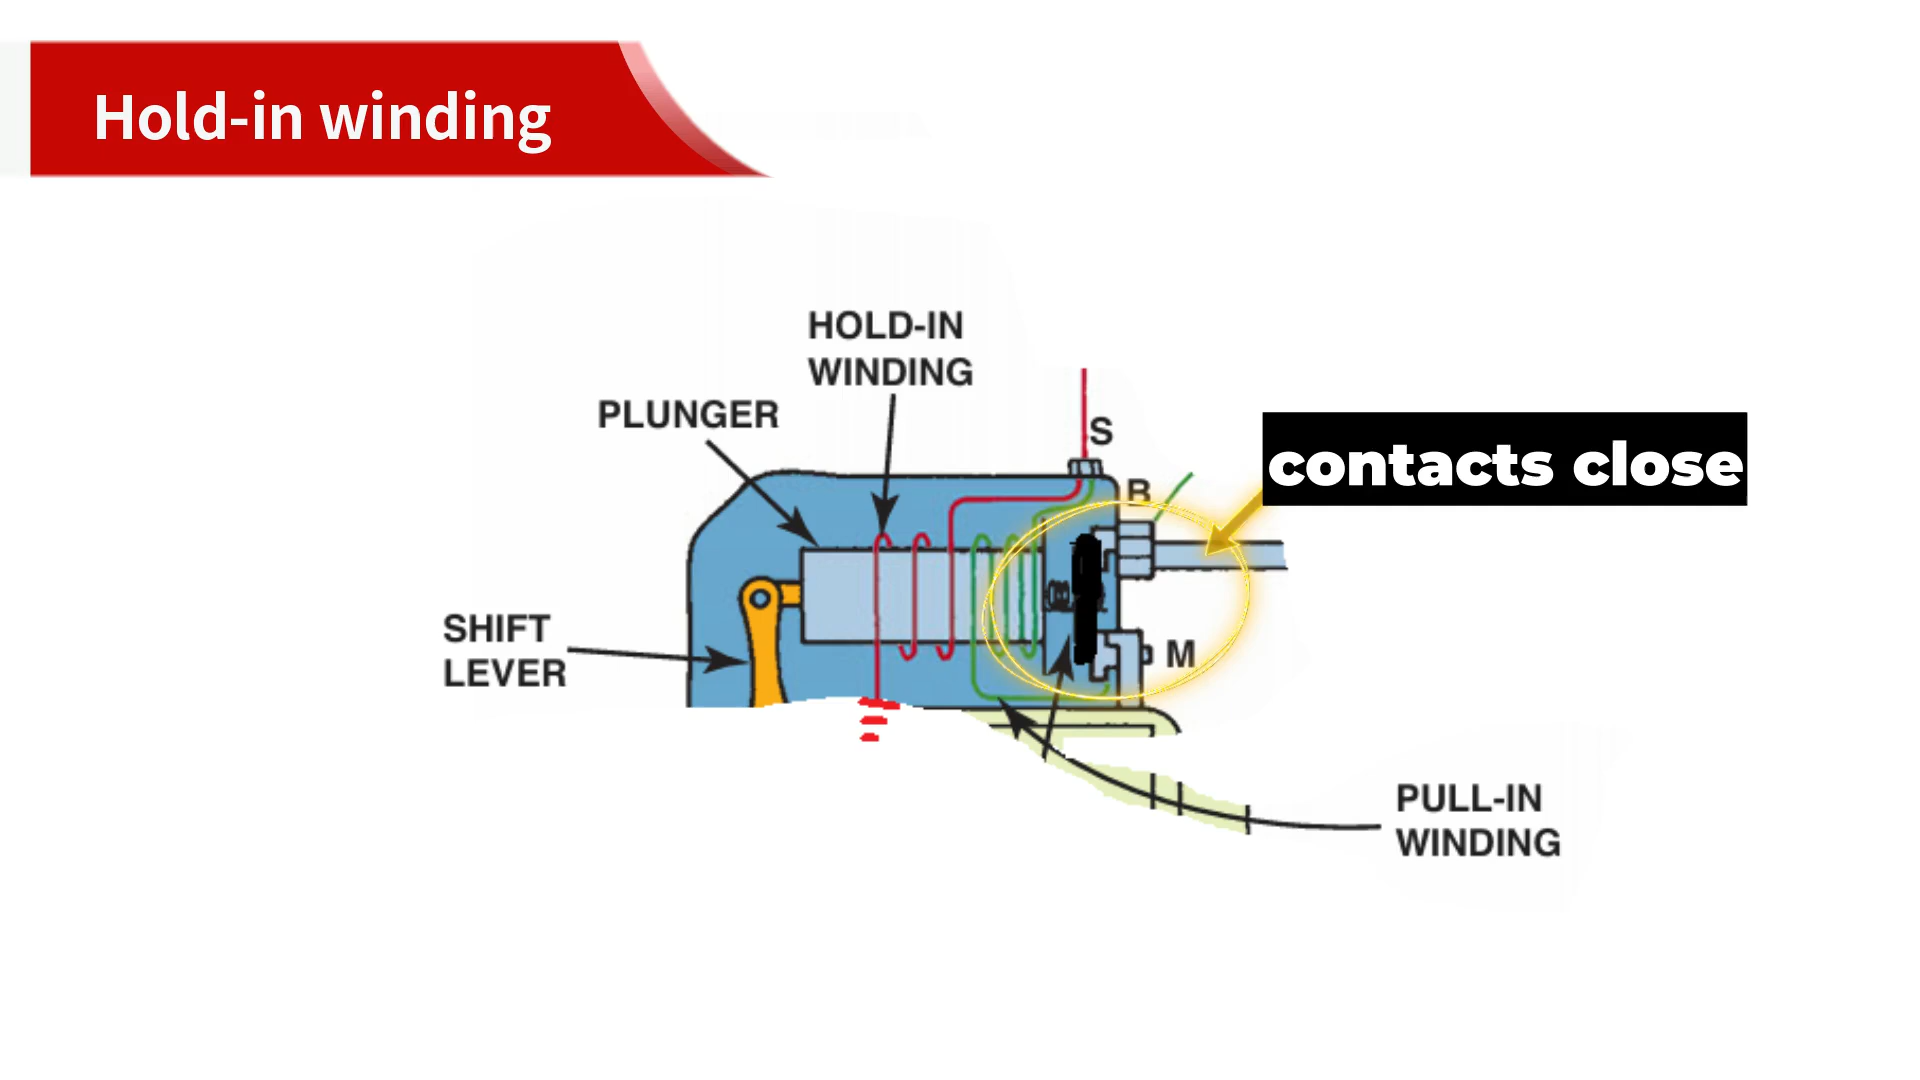 Hold-in winding
HOLD-IN
WINDING
PLUNGER
S
contacts close
B
SHIFT
LEVER
M
PULL-IN
WINDING